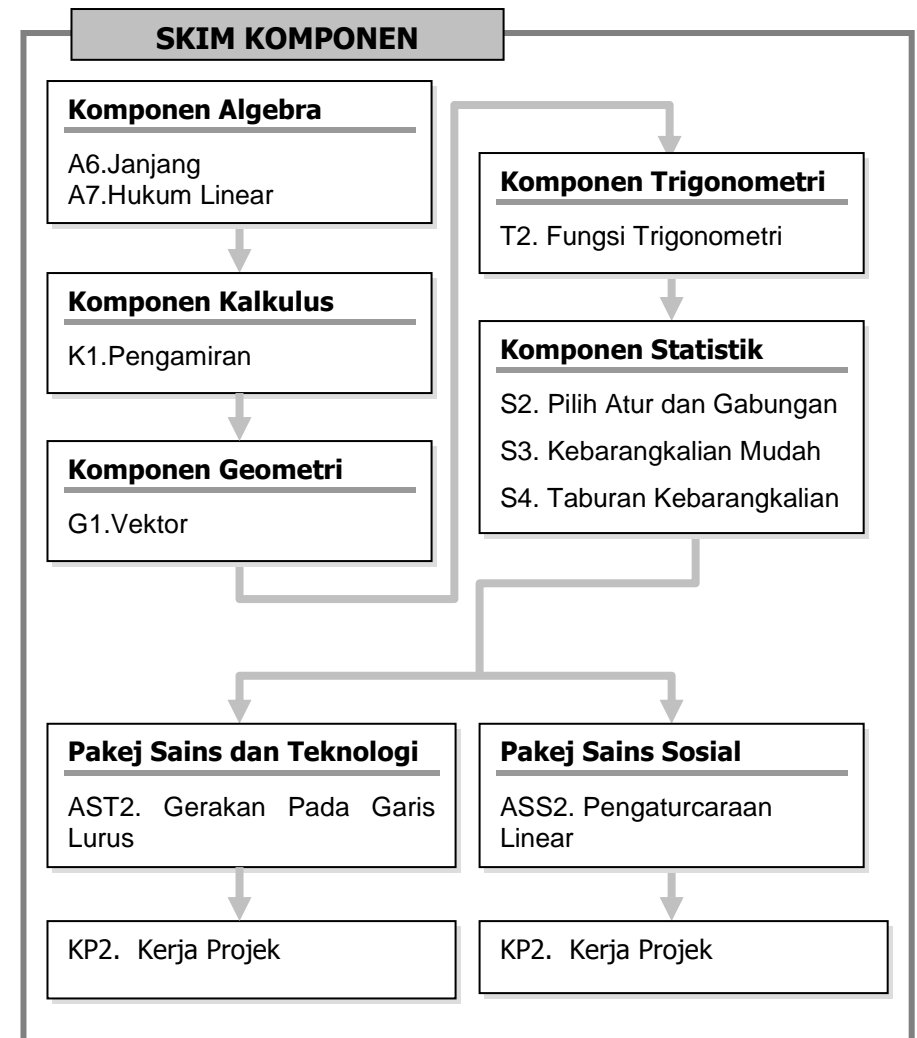 SKIM KOMPONEN
Komponen Algebra
A6.Janjang
A7.Hukum Linear
Komponen Kalkulus
K1.Pengamiran
Komponen Geometri
G1.Vektor
Komponen Trigonometri
T2. Fungsi Trigonometri
Komponen Statistik
S2. Pilih Atur dan Gabungan
S3. Kebarangkalian Mudah
S4. Taburan Kebarangkalian
Pakej Sains dan Teknologi
AST2. Gerakan Pada Garis
Lurus
Pakej Sains Sosial
ASS2. Pengaturcaraan
Linear
KP2. Kerja Projek
KP2. Kerja Projek